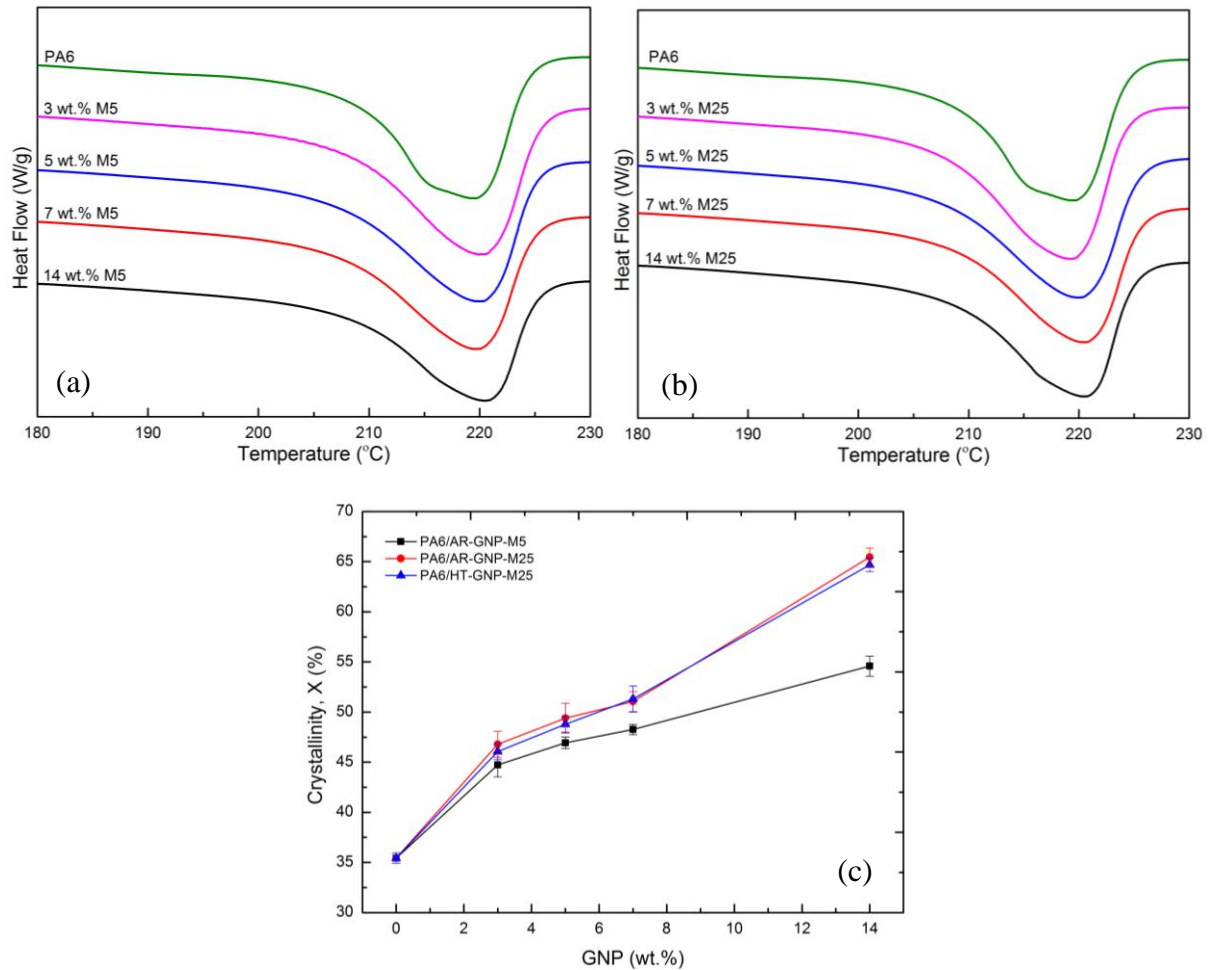 PA6
3 wt.% M5
5 wt.% M5
7 wt.% M5
14 wt.% M5
Heat Flow (W/g)
(a)
180 190 200 210 220 230
Temperature (°C)
PA6
3 wt.% M25
5 wt.% M25
7 wt.% M25
14 wt.% M25
Heat Flow (W/g)
(b)
180 190 200 210 220 230
Temperature (°C)
70
65
60
55
50
45
40
35
30
Crystallinity, X (%)
PA6/AR-GNP-M5
PA6/AR-GNP-M25
PA6/HT-GNP-M25
(c)
0 2 4 6 8 10 12 14
GNP (wt.%)